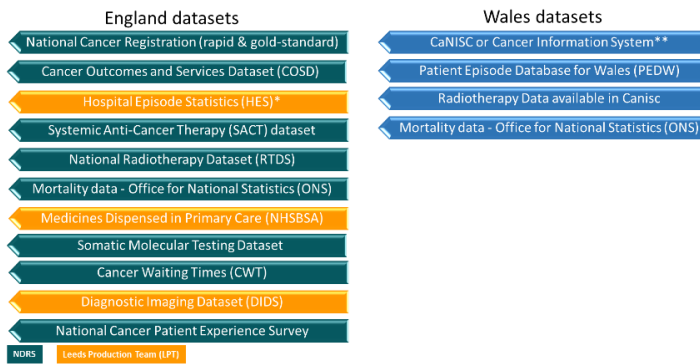 England datasets
National Cancer Registration (rapid & gold-standard)
Cancer Outcomes and Services Dataset (COSD)
Hospital Episode Statistics (HES)*
Systemic Anti-Cancer Therapy (SACT) dataset
National Radiotherapy Dataset (RTDS)
Mortality data - Office for National Statistics (ONS)
Medicines Dispensed in Primary Care (NHSBSA)
Somatic Molecular Testing Dataset
Cancer Waiting Times (CWT)
Diagnostic Imaging Dataset (DIDS)
National Cancer Patient Experience Survey
NDRS
Leeds Production Team (LPT)
Wales datasets
CaNISC or Cancer Information System**
Patient Episode Database for Wales (PEDW)
Radiotherapy Data available in Canisc
Mortality data - Office for National Statistics (ONS)